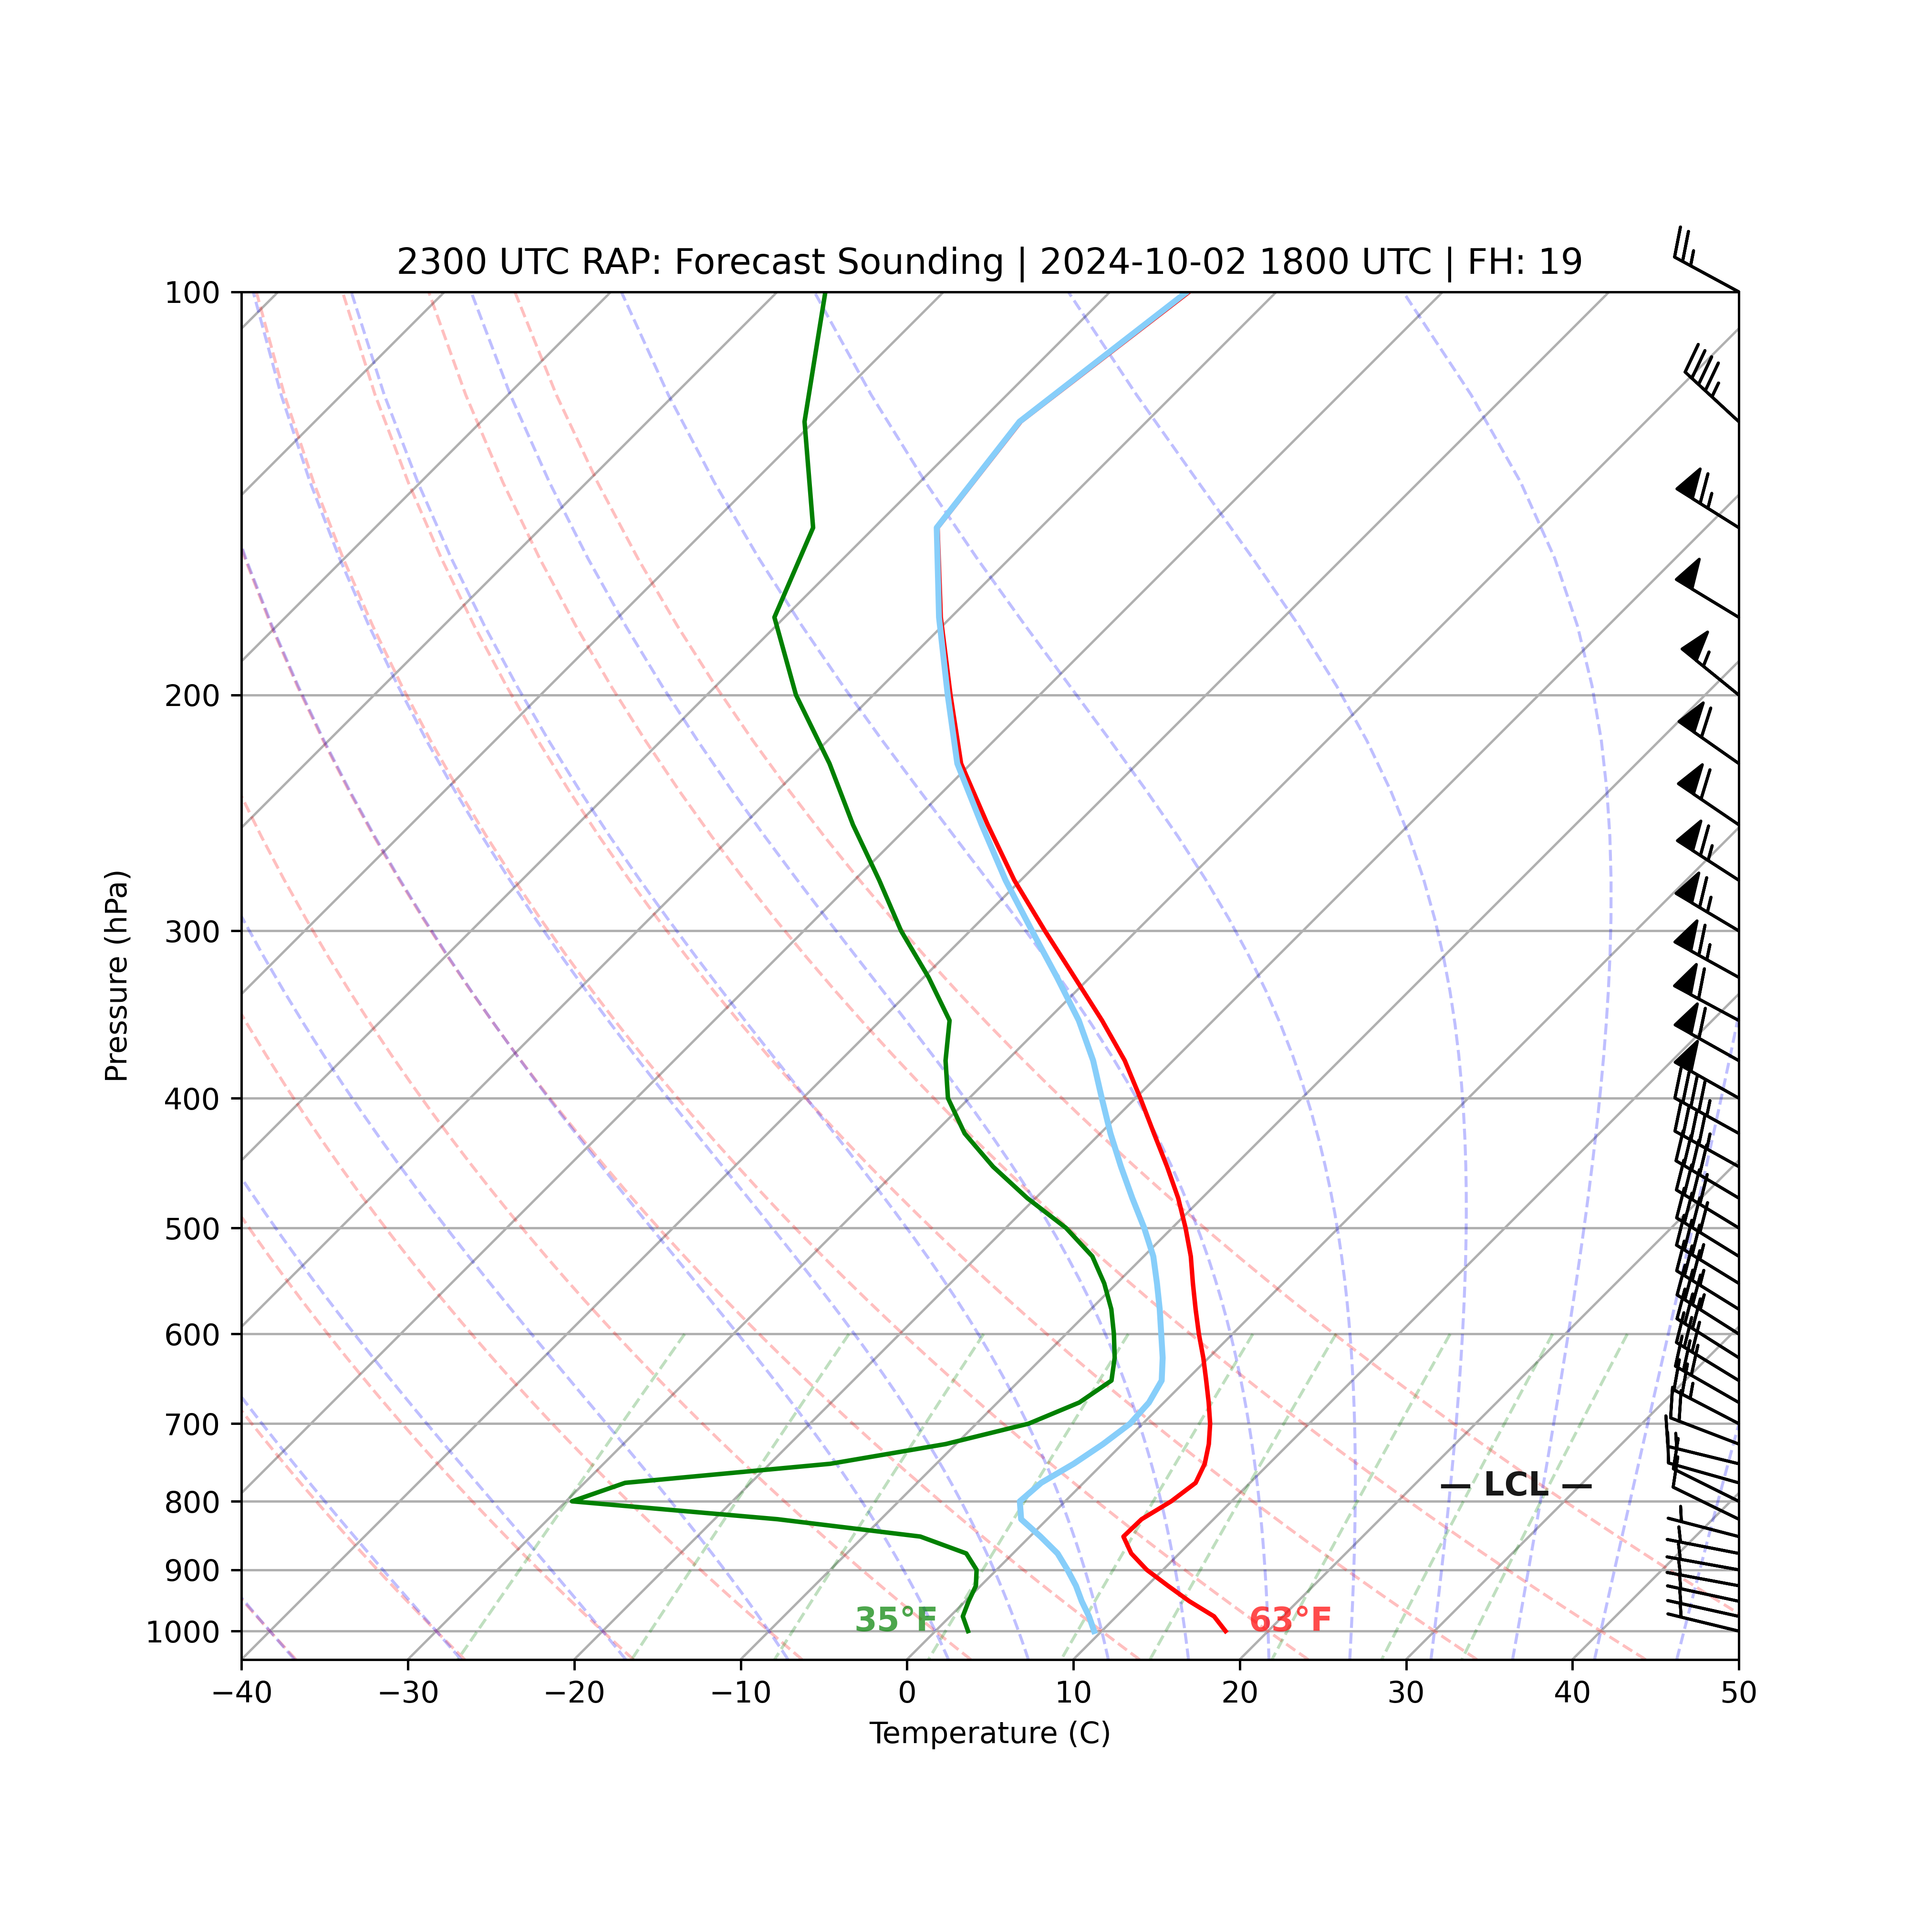 2300 UTC RAP: Forecast Sounding | 2024-10-02 1800 UTC | FH: 19
100
200
300
400
500
600
700
800
900
1000
Pressure (hPa)
— LCL —
35°F
63°F
−40 −30 −20 −10 0 10 20 30 40 50
Temperature (C)